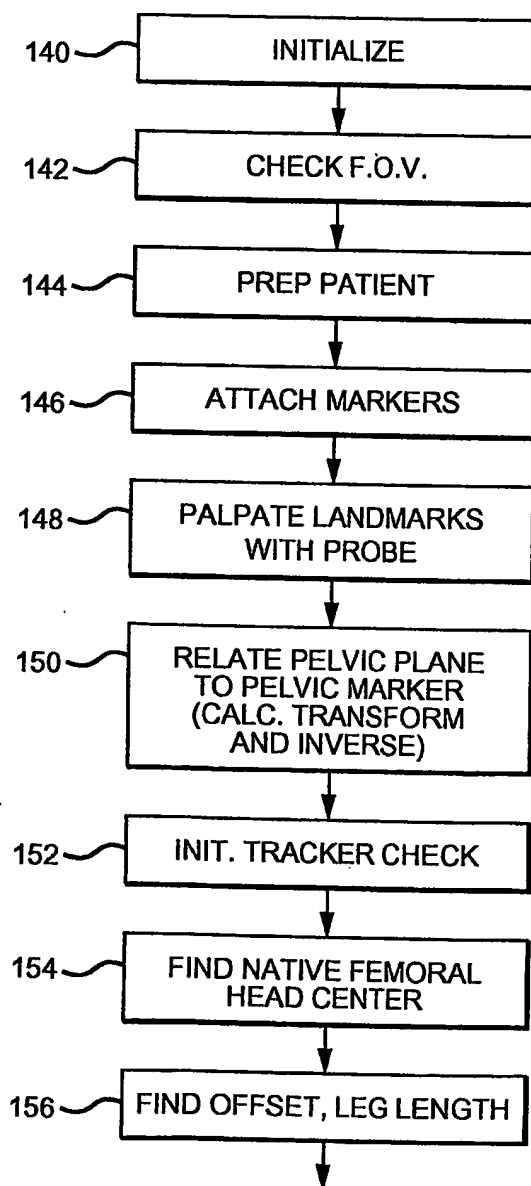 140
INITIALIZE
142
CHECK F.O.V.
144
PREP PATIENT
146
ATTACH MARKERS
148
PALPATE LANDMARKS
WITH PROBE
150
RELATE PELVIC PLANE
TO PELVIC MARKER
(CALC. TRANSFORM
AND INVERSE)
152
INIT. TRACKER CHECK
154
FIND NATIVE FEMORAL
HEAD CENTER
156
FIND OFFSET, LEG LENGTH